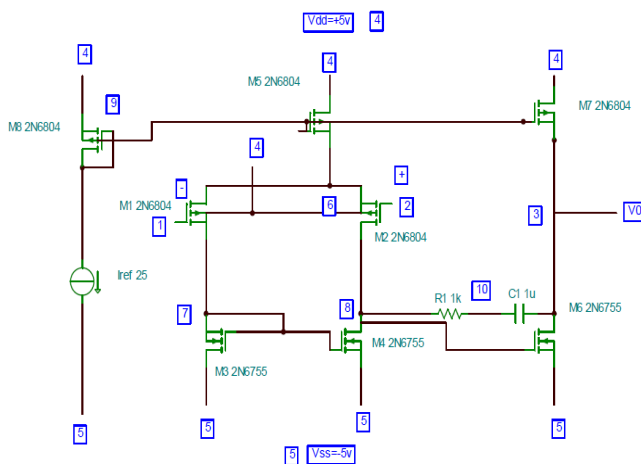 Vdd=+5v 4
4 4 4
M5 2N6804
9
M7 2N6804
M8 2N6804
4
- +
M1 2N6804 6 2 3 V0
1
M2 2N6804
Iref 25
10
R1 1k C1 1u
M6 2N6755
7 8
M4 2N6755
M3 2N6755
5 5 5 5
5 Vss=-5v